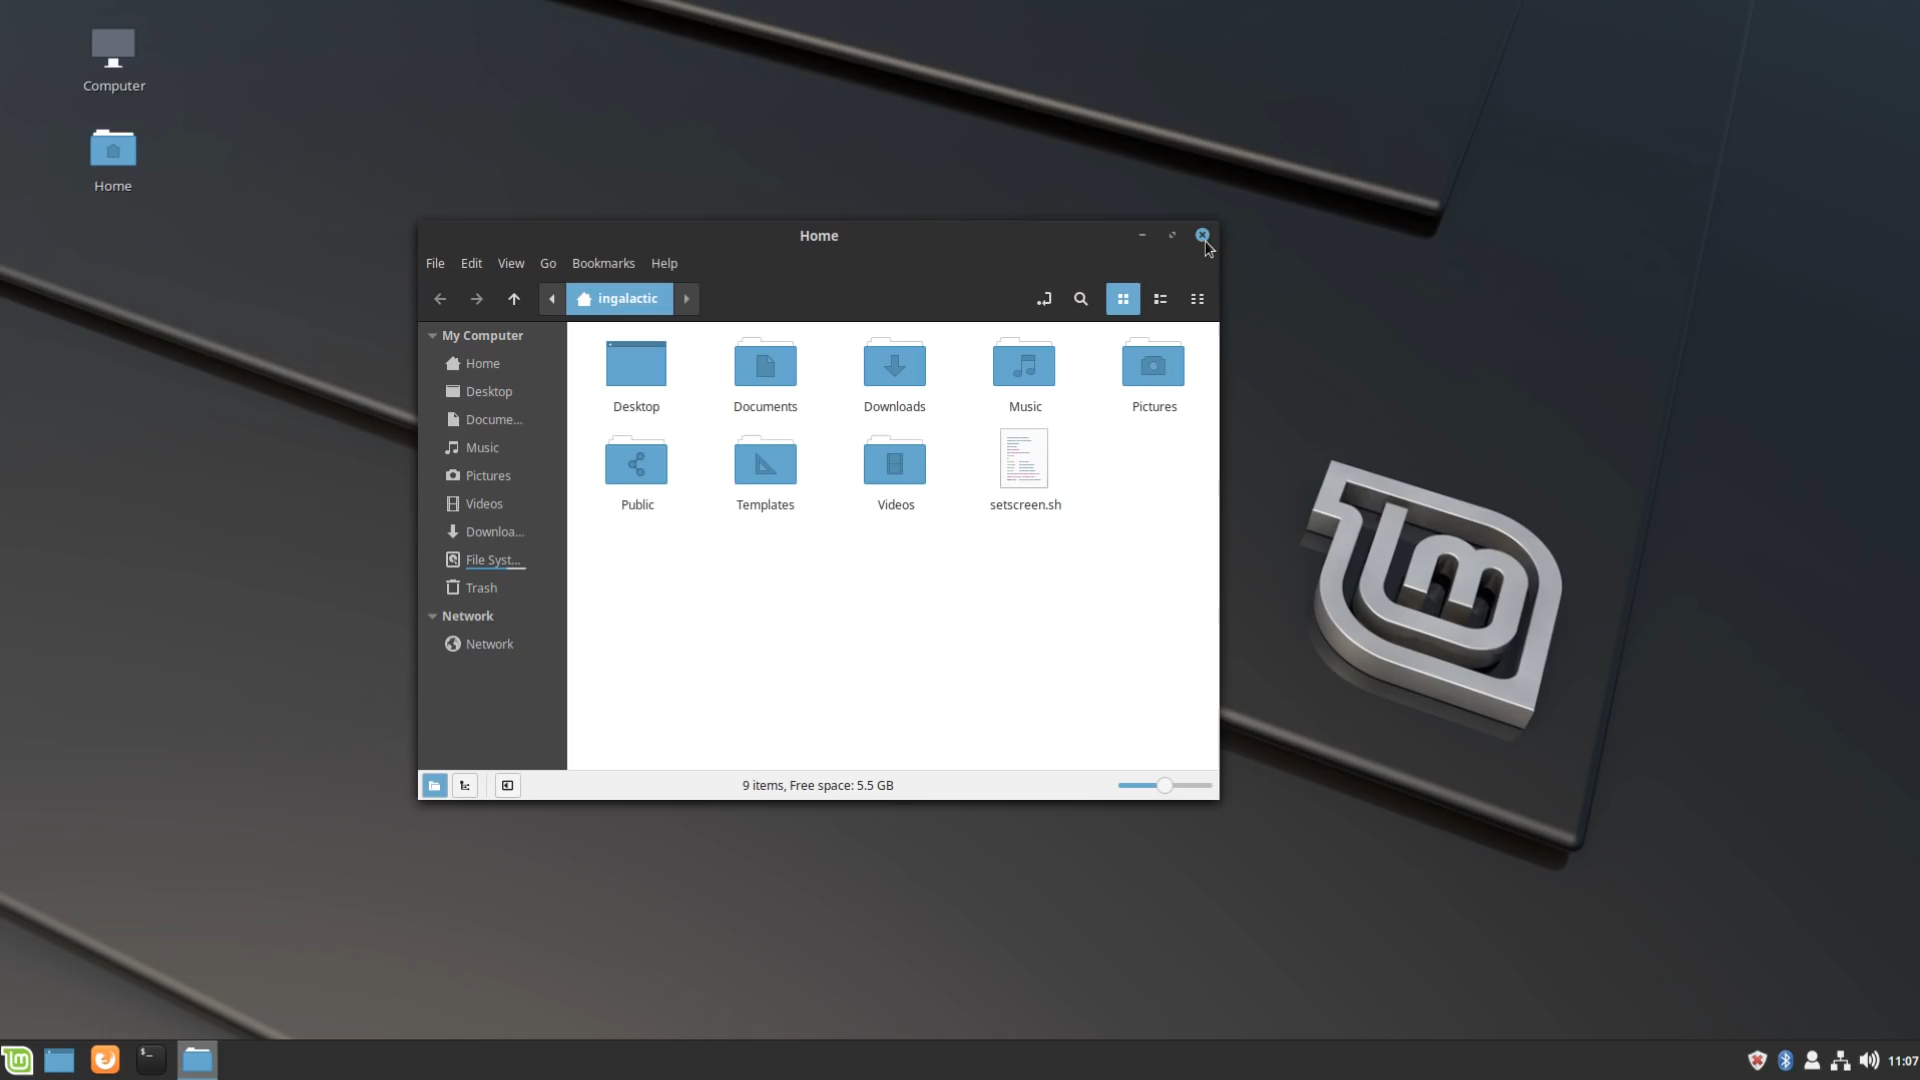 Computer
Home
Home
File Edit View Go Bookmarks Help
ingalactic
My Computer
Home
Desktop
Docume...
Music
Pictures
Videos
Downloa...
File Syst...
Trash
Network
Network
Desktop Documents Downloads Music Pictures
Public Templates Videos setscreen.sh
9 items, Free space: 5.5 GB
11:07